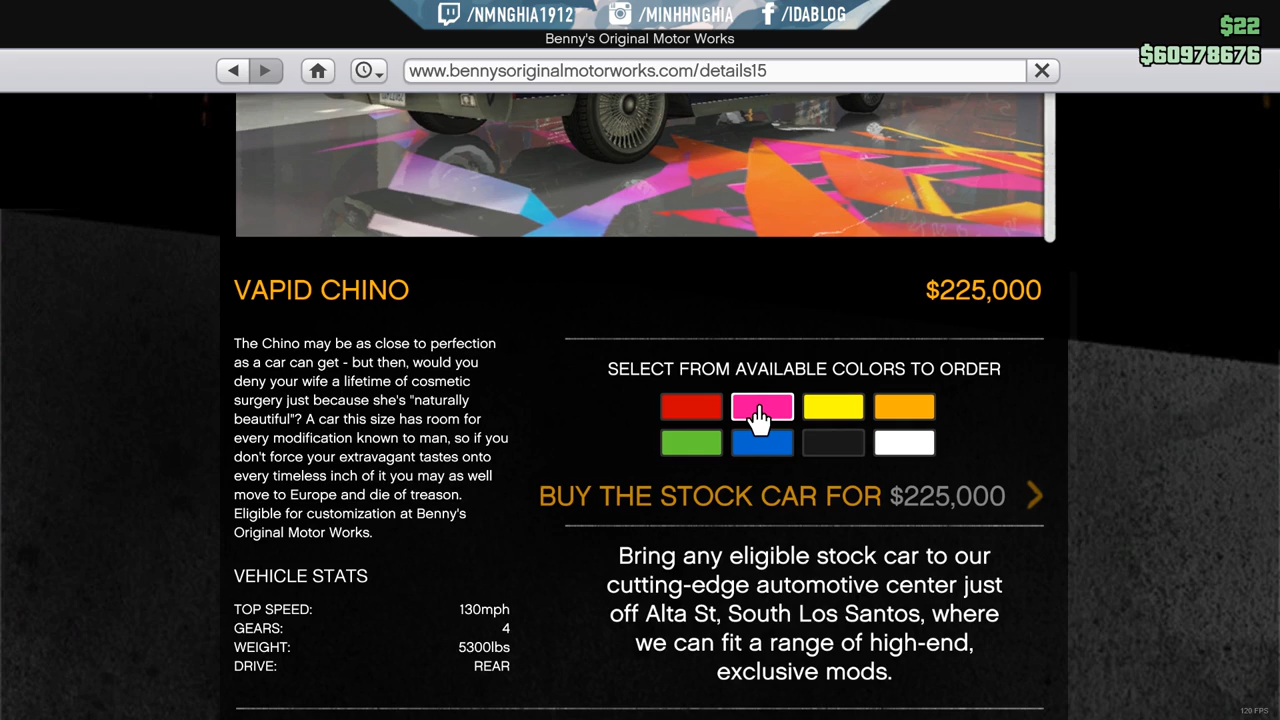 /NMNGHIA1912 /MINHHNGHIA /IDABLOG
$22
Benny's Original Motor Works
$60978676
www.bennysoriginalmotorworks.com/details15
VAPID CHINO
$225,000
The Chino may be as close to perfection
as a car can get - but then, would you
deny your wife a lifetime of cosmetic
surgery just because she's "naturally
beautiful"? A car this size has room for
every modification known to man, so if you
don't force your extravagant tastes onto
every timeless inch of it you may as well
move to Europe and die of treason.
Eligible for customization at Benny's
Original Motor Works.
VEHICLE STATS
TOP SPEED: 130mph
GEARS: 4
WEIGHT: 5300lbs
DRIVE: REAR
SELECT FROM AVAILABLE COLORS TO ORDER
BUY THE STOCK CAR FOR $225,000
Bring any eligible stock car to our
cutting-edge automotive center just
off Alta St, South Los Santos, where
we can fit a range of high-end,
exclusive mods.
120 FPS